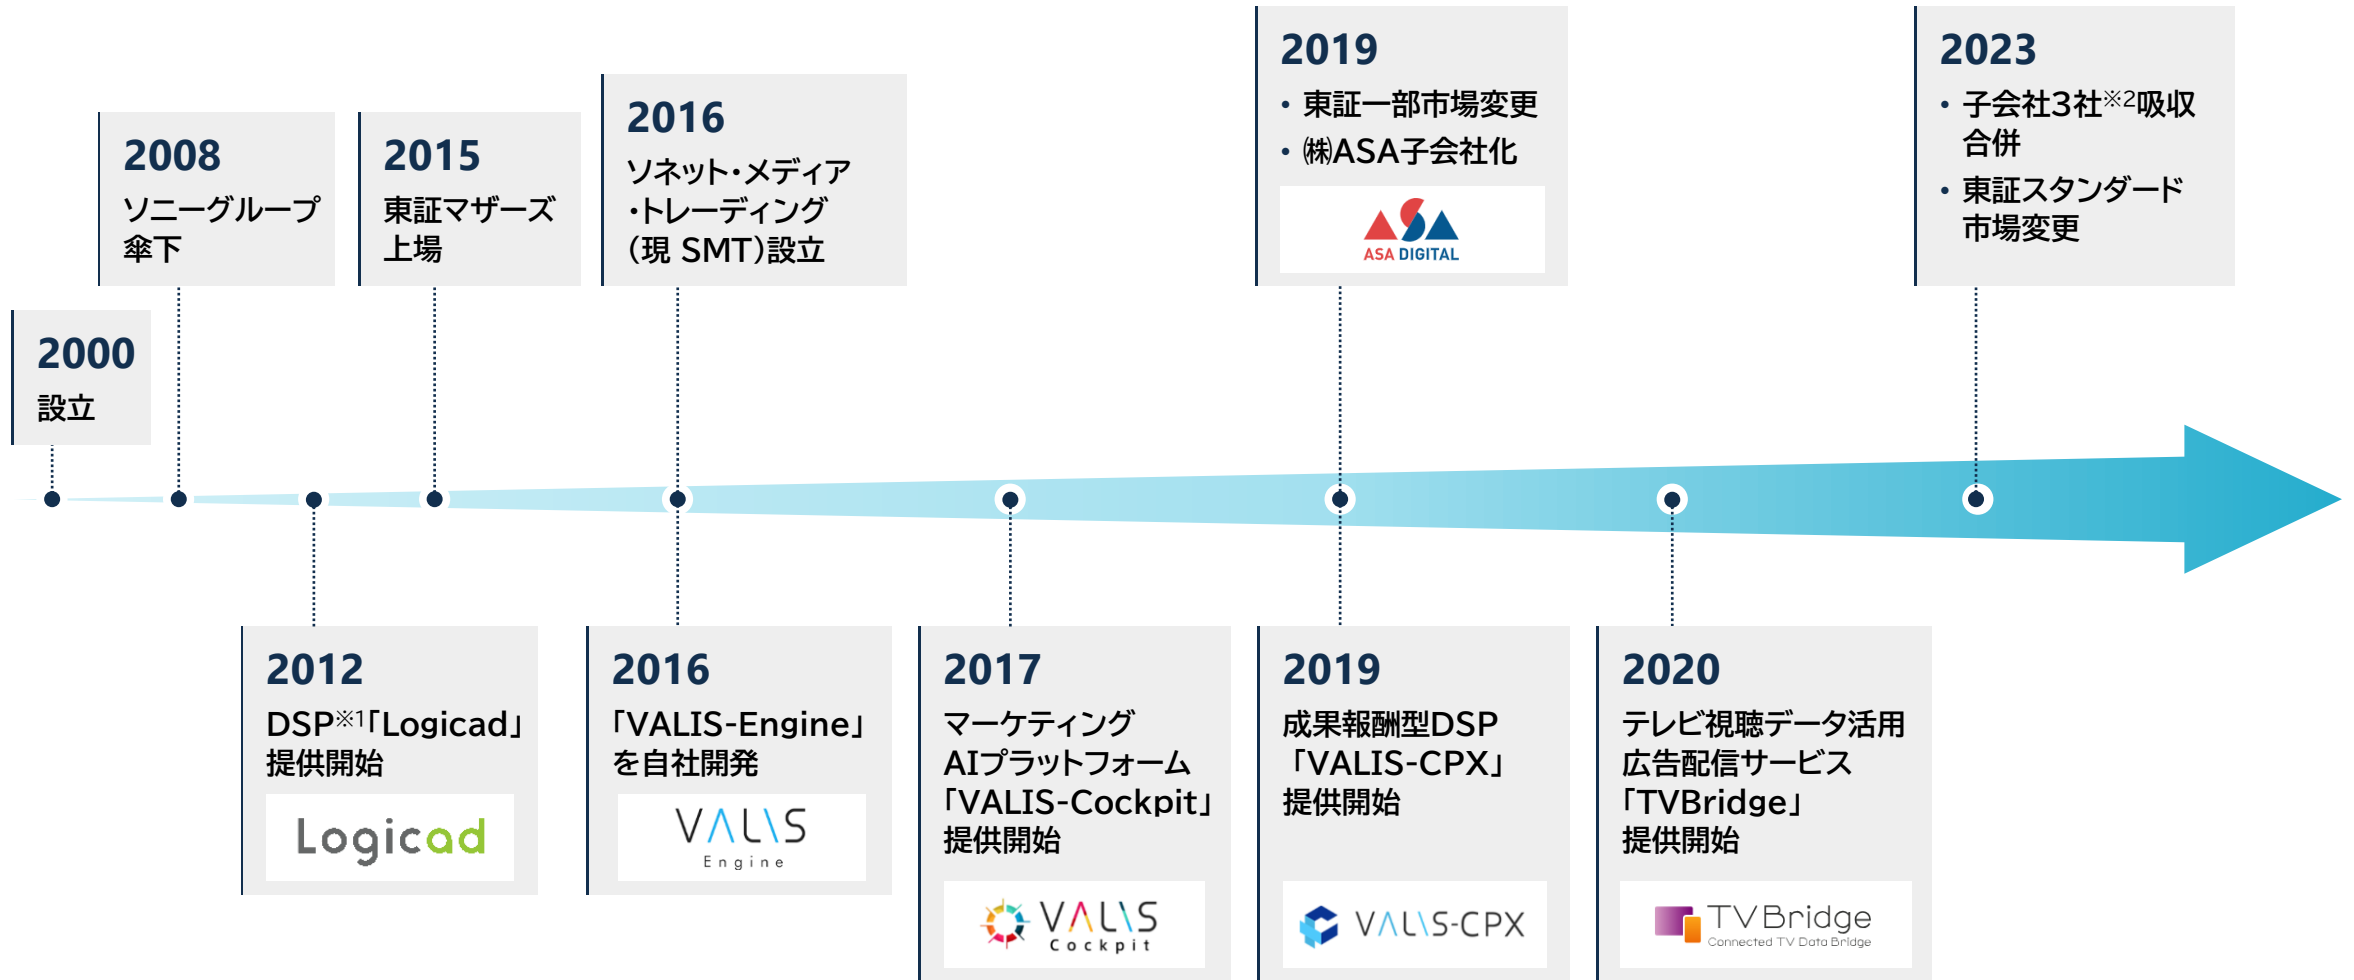 2000
設立
2008
ソニーグループ
傘下
2015
東証マザーズ
上場
2016
ソネット・メディア
・トレーディング
(現 SMT)設立
2019
• 東証一部市場変更
• ㈱ASA子会社化
ASA DIGITAL
2023
• 子会社3社※2吸収
合併
• 東証スタンダード
市場変更
2012
DSP※1「Logicad」
提供開始
Logicad
2016
「VALIS-Engine」
を自社開発
VALIS
Engine
2017
マーケティング
AIプラットフォーム
「VALIS-Cockpit」
提供開始
VALIS
Cockpit
2019
成果報酬型DSP
「VALIS-CPX」
提供開始
VALIS-CPX
2020
テレビ視聴データ活用
広告配信サービス
「TVBridge」
提供開始
TVBridge
Connected TV Data Bridge